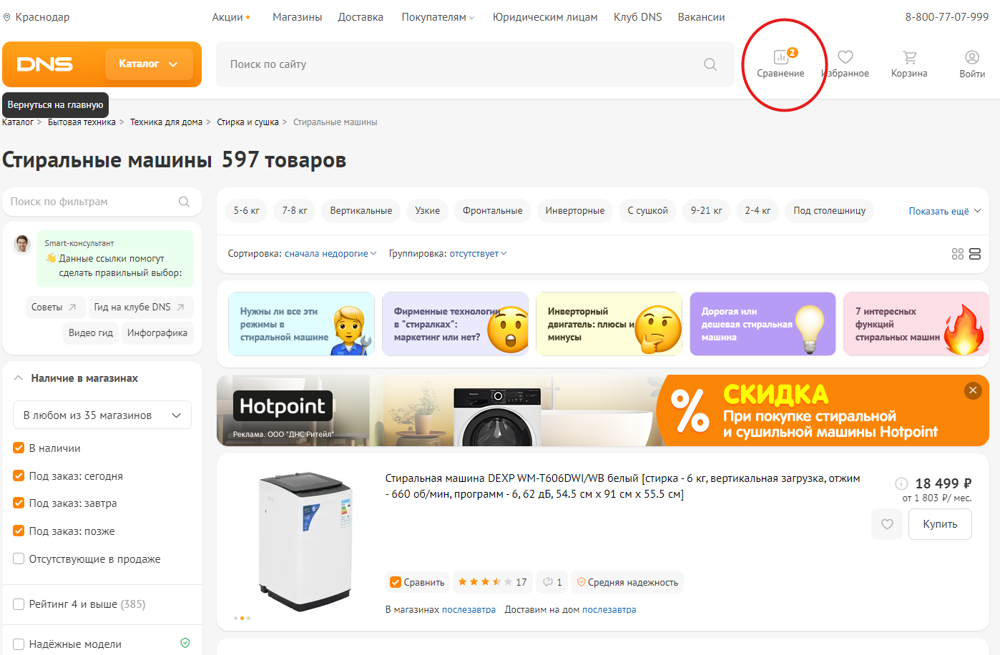 Краснодар
Акции
Магазины
Доставка
Покупателям
Юридическим лицам
Клуб DNS
Вакансии
8-800-77-07-999
DNS
Каталог
Поиск по сайту
2
Сравнение
Избранное
Корзина
Войти
Вернуться на главную
Каталог > Бытовая техника > Техника для дома > Стирка и сушка > Стиральные машины
Стиральные машины 597 товаров
Поиск по фильтрам
5-6 кг
7-8 кг
Вертикальные
Узкие
Фронтальные
Инверторные
С сушкой
9-21 кг
2-4 кг
Под столешницу
Показать ещё
Smart-консультант
Данные ссылки помогут
сделать правильный выбор:
Советы
Гид на клубе DNS
Видео гид
Инфографика
Сортировка: сначала недорогие
Группировка: отсутствует
Нужны ли все эти
режимы в
стиральной машине
Фирменные технологии
в "стиралках":
маркетинг или нет?
Инверторный
двигатель: плюсы и
минусы
Дорогая или
дешевая стиральная
машина
7 интересных
функций
стиральных машин
Наличие в магазинах
В любом из 35 магазинов
В наличии
Под заказ: сегодня
Под заказ: завтра
Под заказ: позже
Отсутствующие в продаже
Рейтинг 4 и выше (385)
Надёжные модели
Hotpoint
Реклама. ООО "ДНС Ритейл"
%
СКИДКА
При покупке стиральной
и сушильной машины Hotpoint
Стиральная машина DEXP WM-T606DWI/WB белый [стирка - 6 кг, вертикальная загрузка, отжим
- 660 об/мин, программ - 6, 62 дБ, 54.5 см x 91 см x 55.5 см]
18 499 ₽
от 1 803 ₽/ мес.
Купить
Сравнить
17
1
Средняя надежность
В магазинах послезавтра
Доставим на дом послезавтра